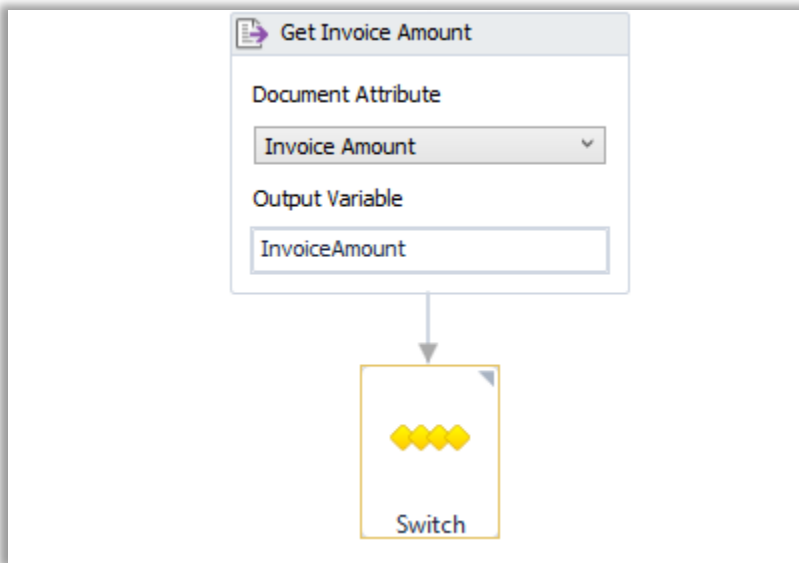 Get Invoice Amount
Document Attribute
Invoice Amount
Output Variable
InvoiceAmount
Switch